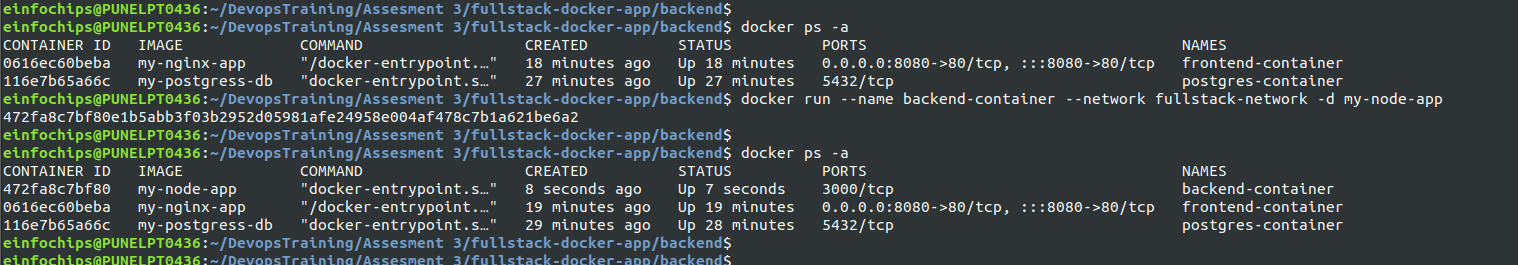 einfochips@PUNELPT0436:~/DevopsTraining/Assesment 3/fullstack-docker-app/backend$
einfochips@PUNELPT0436:~/DevopsTraining/Assesment 3/fullstack-docker-app/backend$ docker ps -a
CONTAINER ID   IMAGE             COMMAND                  CREATED          STATUS          PORTS                                   NAMES
0616ec60beba   my-nginx-app      "/docker-entrypoint.…"   18 minutes ago   Up 18 minutes   0.0.0.0:8080->80/tcp, :::8080->80/tcp   frontend-container
116e7b65a66c   my-postgress-db   "docker-entrypoint.s…"   27 minutes ago   Up 27 minutes   5432/tcp                                postgres-container
einfochips@PUNELPT0436:~/DevopsTraining/Assesment 3/fullstack-docker-app/backend$ docker run --name backend-container --network fullstack-network -d my-node-app
472fa8c7bf80e1b5abb3f03b2952d05981afe24958e004af478c7b1a621be6a2
einfochips@PUNELPT0436:~/DevopsTraining/Assesment 3/fullstack-docker-app/backend$
einfochips@PUNELPT0436:~/DevopsTraining/Assesment 3/fullstack-docker-app/backend$ docker ps -a
CONTAINER ID   IMAGE             COMMAND                  CREATED          STATUS          PORTS                                   NAMES
472fa8c7bf80   my-node-app       "docker-entrypoint.s…"   8 seconds ago    Up 7 seconds    3000/tcp                                backend-container
0616ec60beba   my-nginx-app      "/docker-entrypoint.…"   19 minutes ago   Up 19 minutes   0.0.0.0:8080->80/tcp, :::8080->80/tcp   frontend-container
116e7b65a66c   my-postgress-db   "docker-entrypoint.s…"   29 minutes ago   Up 28 minutes   5432/tcp                                postgres-container
einfochips@PUNELPT0436:~/DevopsTraining/Assesment 3/fullstack-docker-app/backend$
einfochips@PUNELPT0436:~/DevopsTraining/Assesment 3/fullstack-docker-app/backend$